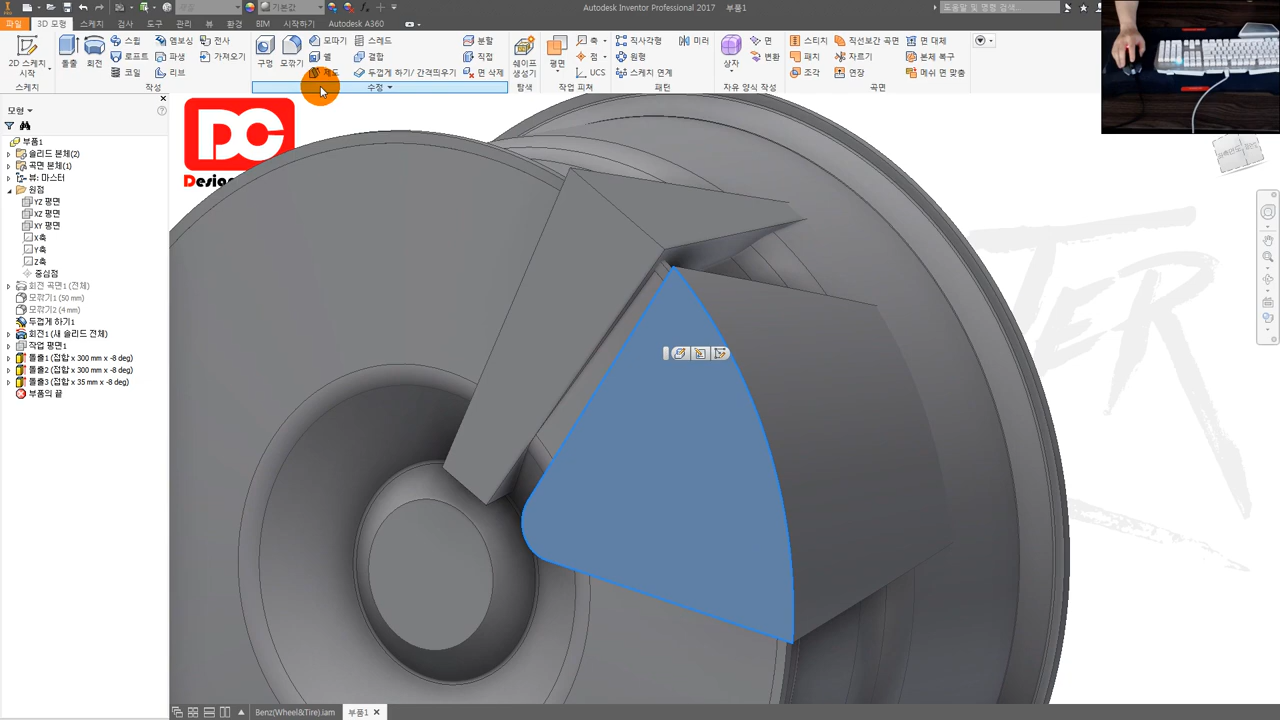 기본값
Autodesk Inventor Professional 2017 부품1
도움말 및 명령 검색...
PRO
파일 3D 모형 스케치 검사 도구 관리 뷰 환경 BIM 시작하기 Autodesk A360
2D 스케치 시작
돌출
회전
스윕 엠보싱 전사
로프트 파생 가져오기
코일 리브
구멍
모깎기
모따기 스레드 분할
쉘 결합 직접
제도 두껍게 하기/ 간격띄우기 면 삭제
쉐이프 생성기
평면
축
점
UCS
직사각형 미러
원형
스케치 연계
상자
면
변환
스티치 직선보간 곡면 면 대체
패치 자르기 본체 복구
조각 연장 메쉬 면 맞춤
스케치 작성 수정 탐색 작업 피쳐 패턴 자유 양식 작성 곡면
모형
부품1
솔리드 본체(2)
곡면 본체(1)
뷰: 마스터
원점
YZ 평면
XZ 평면
XY 평면
X축
Y축
Z축
중심점
회전 곡면1 (전체)
모깎기1 (50 mm)
모깎기2 (4 mm)
두껍게 하기1
회전1 (새 솔리드 전체)
작업 평면1
돌출1 (접합 x 300 mm x -8 deg)
돌출2 (접합 x 300 mm x -8 deg)
돌출3 (접합 x 35 mm x -8 deg)
부품의 끝
DC
Desig
TER
Benz(Wheel&Tire).iam 부품1